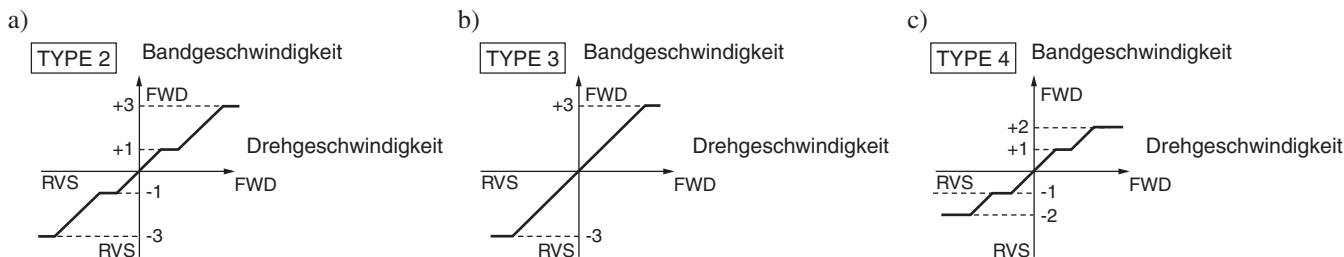 a)
TYPE 2 Bandgeschwindigkeit
FWD
+3
+1
Drehgeschwindigkeit
RVS
FWD
-1
-3
RVS
b)
TYPE 3 Bandgeschwindigkeit
+3
FWD
Drehgeschwindigkeit
RVS
FWD
-3
RVS
c)
TYPE 4 Bandgeschwindigkeit
FWD
+2
+1
Drehgeschwindigkeit
RVS
FWD
-1
-2
RVS